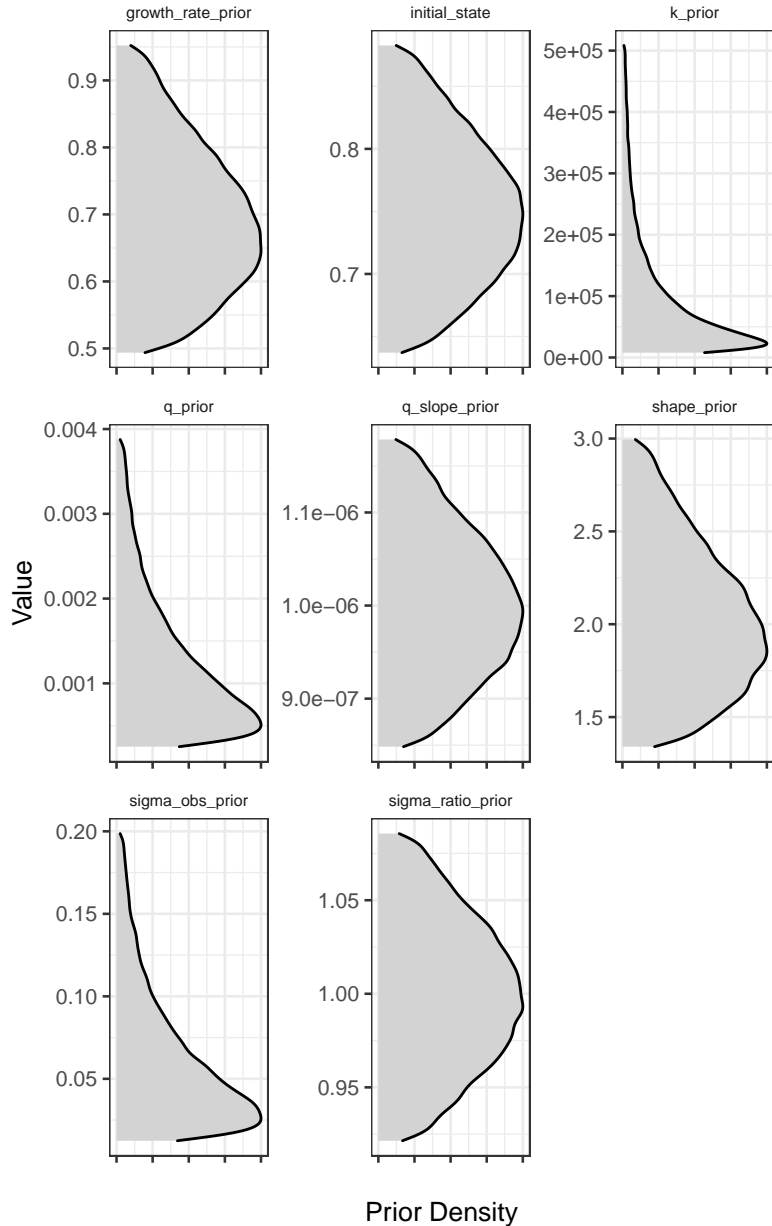 growth_rate_prior
initial_state
k_prior
0.9
0.8
0.7
0.6
0.5
0.8
0.7
5e+05
4e+05
3e+05
2e+05
1e+05
0e+00
q_prior
q_slope_prior
shape_prior
0.004
0.003
0.002
0.001
1.1e−06
1.0e−06
9.0e−07
3.0
2.5
2.0
1.5
Value
sigma_obs_prior
sigma_ratio_prior
0.20
0.15
0.10
0.05
1.05
1.00
0.95
Prior Density